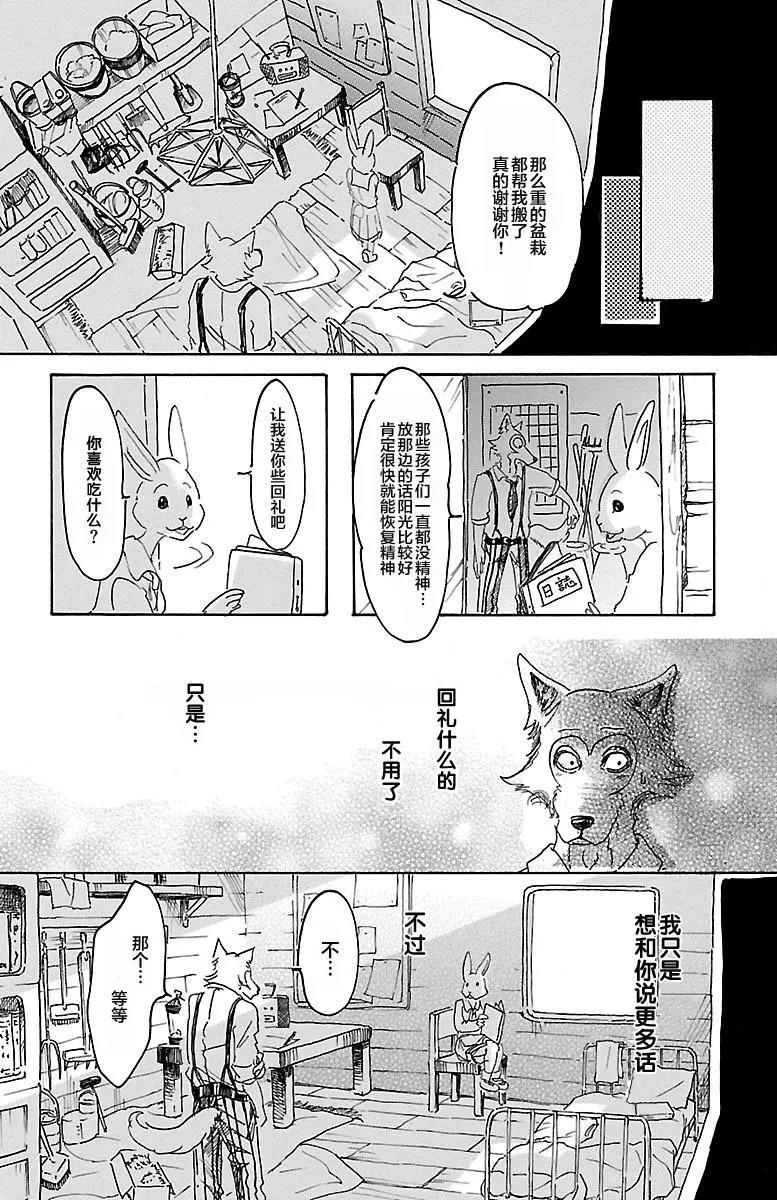 那么重的盆栽
都帮我搬了
真的谢谢你！
那些孩子们一直都没精神…
放那边的话阳光比较好
肯定很快就能恢复精神
日誌
让我送你些回礼吧
你喜欢吃什么？
回礼什么的
不用了
只是…
我只是
想和你说更多话
不过
不…
那个…
等等